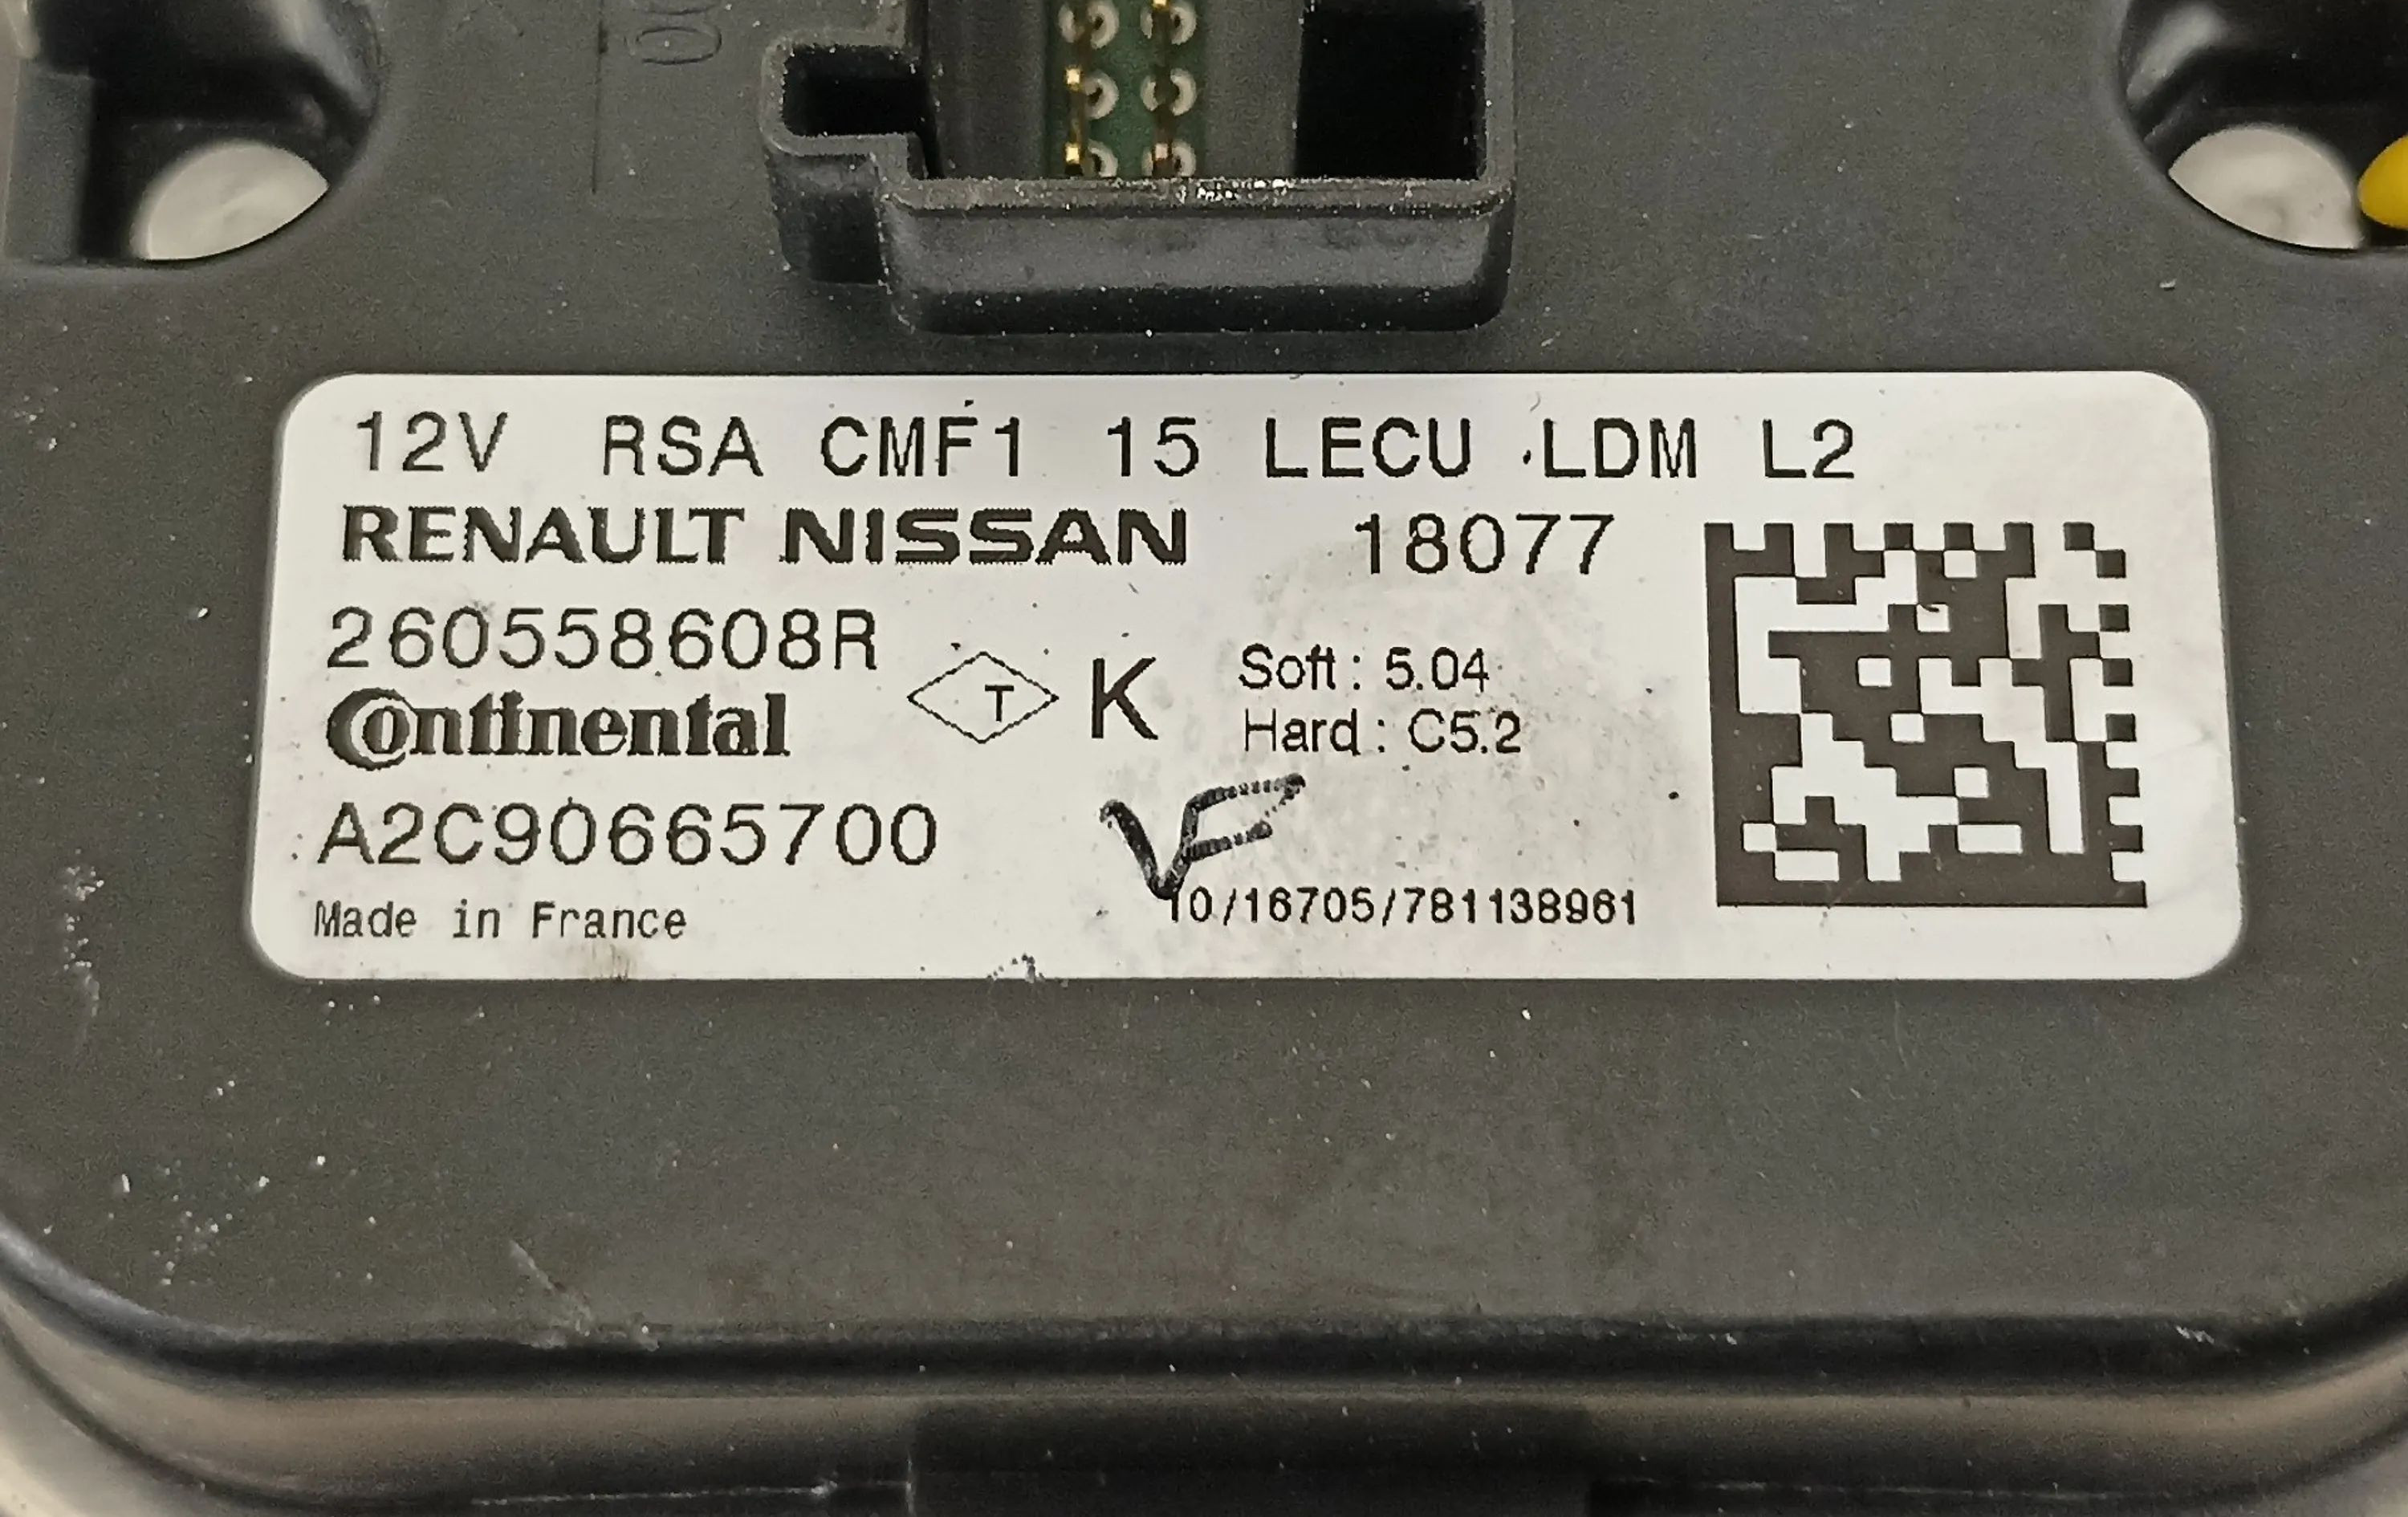 12V RSA CMF1 15 LECU LDM L2
RENAULT NISSAN 18077
260558608R
T K Soft : 5.04
Continental Hard : C5.2
A2C90665700
10/16705/781138961
Made in France